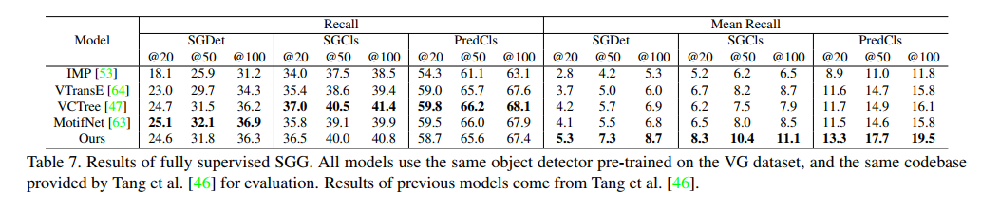 Model Recall Mean Recall
SGDet SGCls PredCls SGDet SGCls PredCls
@20 @50 @100 @20 @50 @100 @20 @50 @100 @20 @50 @100 @20 @50 @100 @20 @50 @100
IMP [53] 18.1 25.9 31.2 34.0 37.5 38.5 54.3 61.1 63.1 2.8 4.2 5.3 5.2 6.2 6.5 8.9 11.0 11.8
VTransE [64] 23.0 29.7 34.3 35.4 38.6 39.4 59.0 65.7 67.6 3.7 5.0 6.0 6.7 8.2 8.7 11.6 14.7 15.8
VCTree [47] 24.7 31.5 36.2 37.0 40.5 41.4 59.8 66.2 68.1 4.2 5.7 6.9 6.2 7.5 7.9 11.7 14.9 16.1
MotifNet [63] 25.1 32.1 36.9 35.8 39.1 39.9 59.5 66.0 67.9 4.1 5.5 6.8 6.5 8.0 8.5 11.5 14.6 15.8
Ours 24.6 31.8 36.3 36.5 40.0 40.8 58.7 65.6 67.4 5.3 7.3 8.7 8.3 10.4 11.1 13.3 17.7 19.5
Table 7. Results of fully supervised SGG. All models use the same object detector pre-trained on the VG dataset, and the same codebase
provided by Tang et al. [46] for evaluation. Results of previous models come from Tang et al. [46].